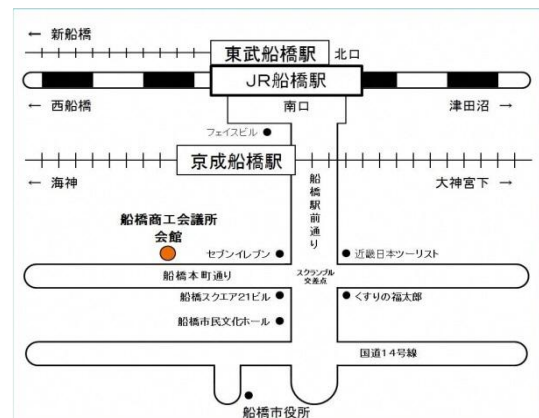 ← 新船橋
東武船橋駅 北口
JR船橋駅
← 西船橋
南口
津田沼 →
フェイスビル
京成船橋駅
← 海神
船橋駅前通り
大神宮下 →
船橋商工会議所
会館
セブンイレブン
近畿日本ツーリスト
船橋本町通り
スクランブル
交差点
船橋スクエア21ビル
くすりの福太郎
船橋市民文化ホール
国道14号線
船橋市役所